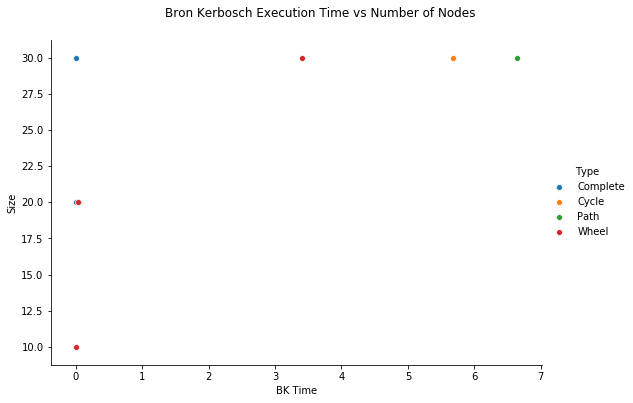 Bron Kerbosch Execution Time vs Number of Nodes
30.0
27.5
25.0
22.5
20.0
17.5
15.0
12.5
10.0
Size
0 1 2 3 4 5 6 7
BK Time
Type
Complete
Cycle
Path
Wheel